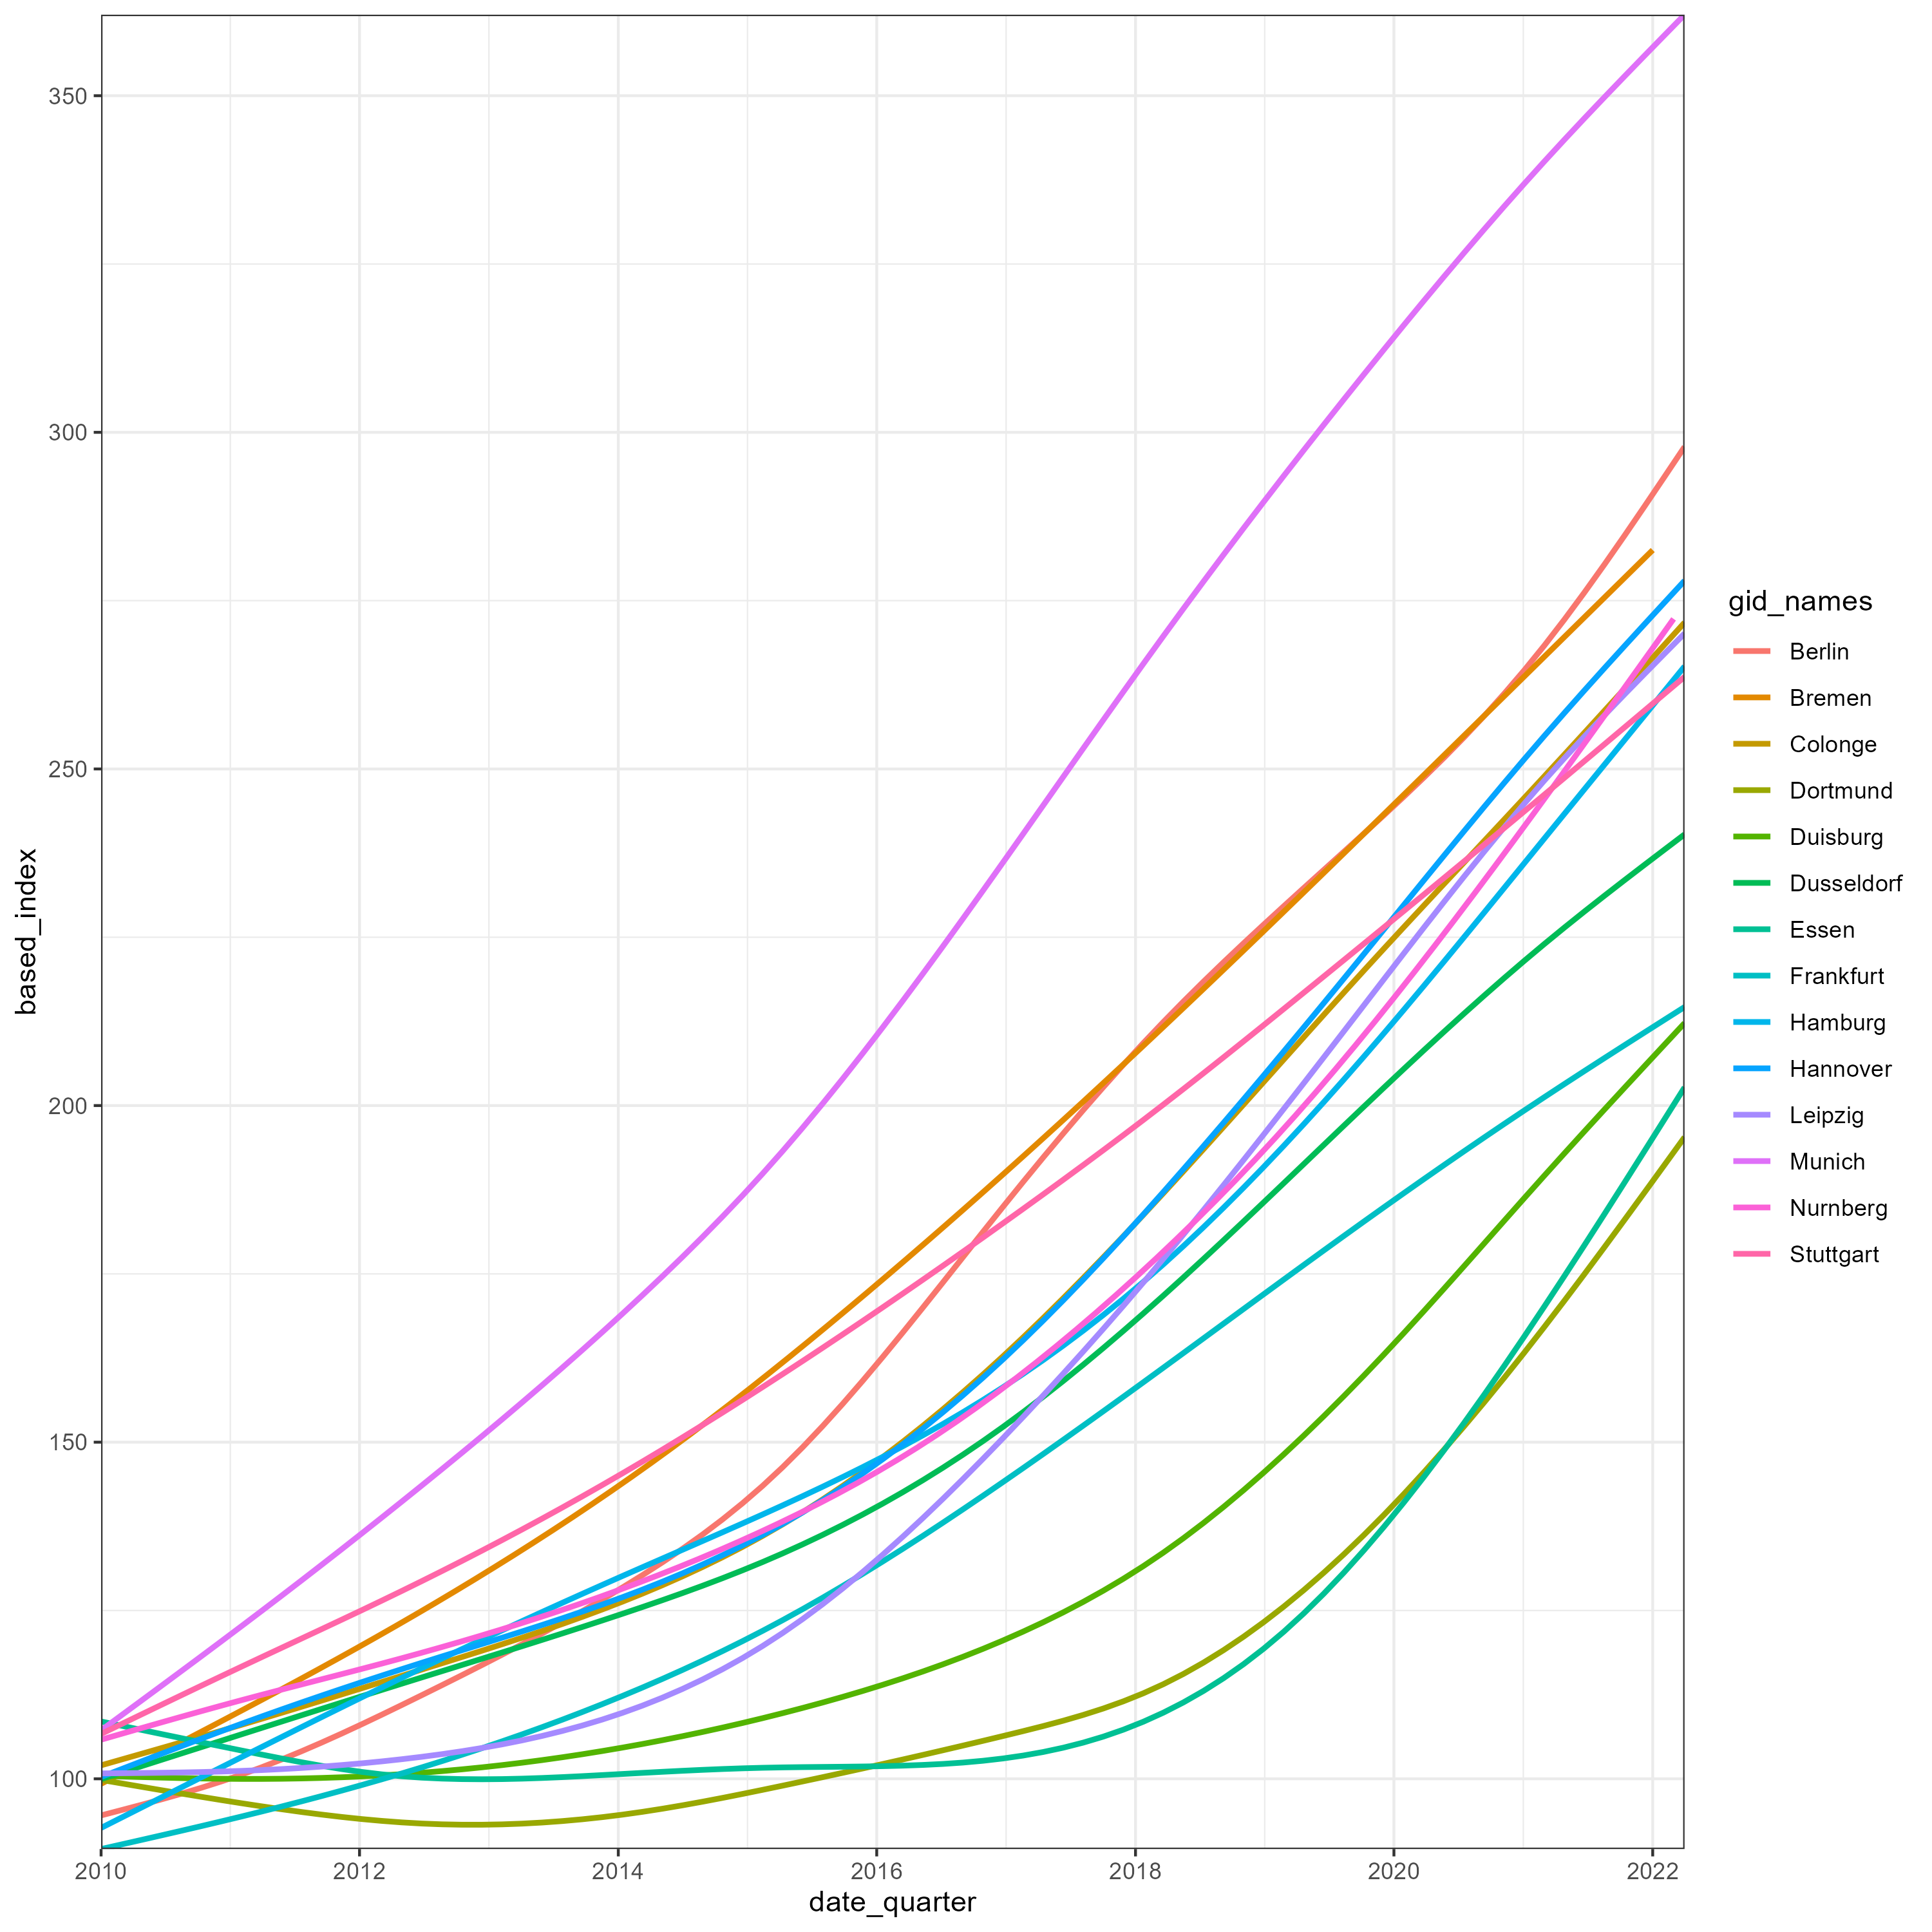 350
300
250
200
150
100
based_index
2010
2012
2014
2016
2018
2020
2022
date_quarter
gid_names
Berlin
Bremen
Colonge
Dortmund
Duisburg
Dusseldorf
Essen
Frankfurt
Hamburg
Hannover
Leipzig
Munich
Nurnberg
Stuttgart